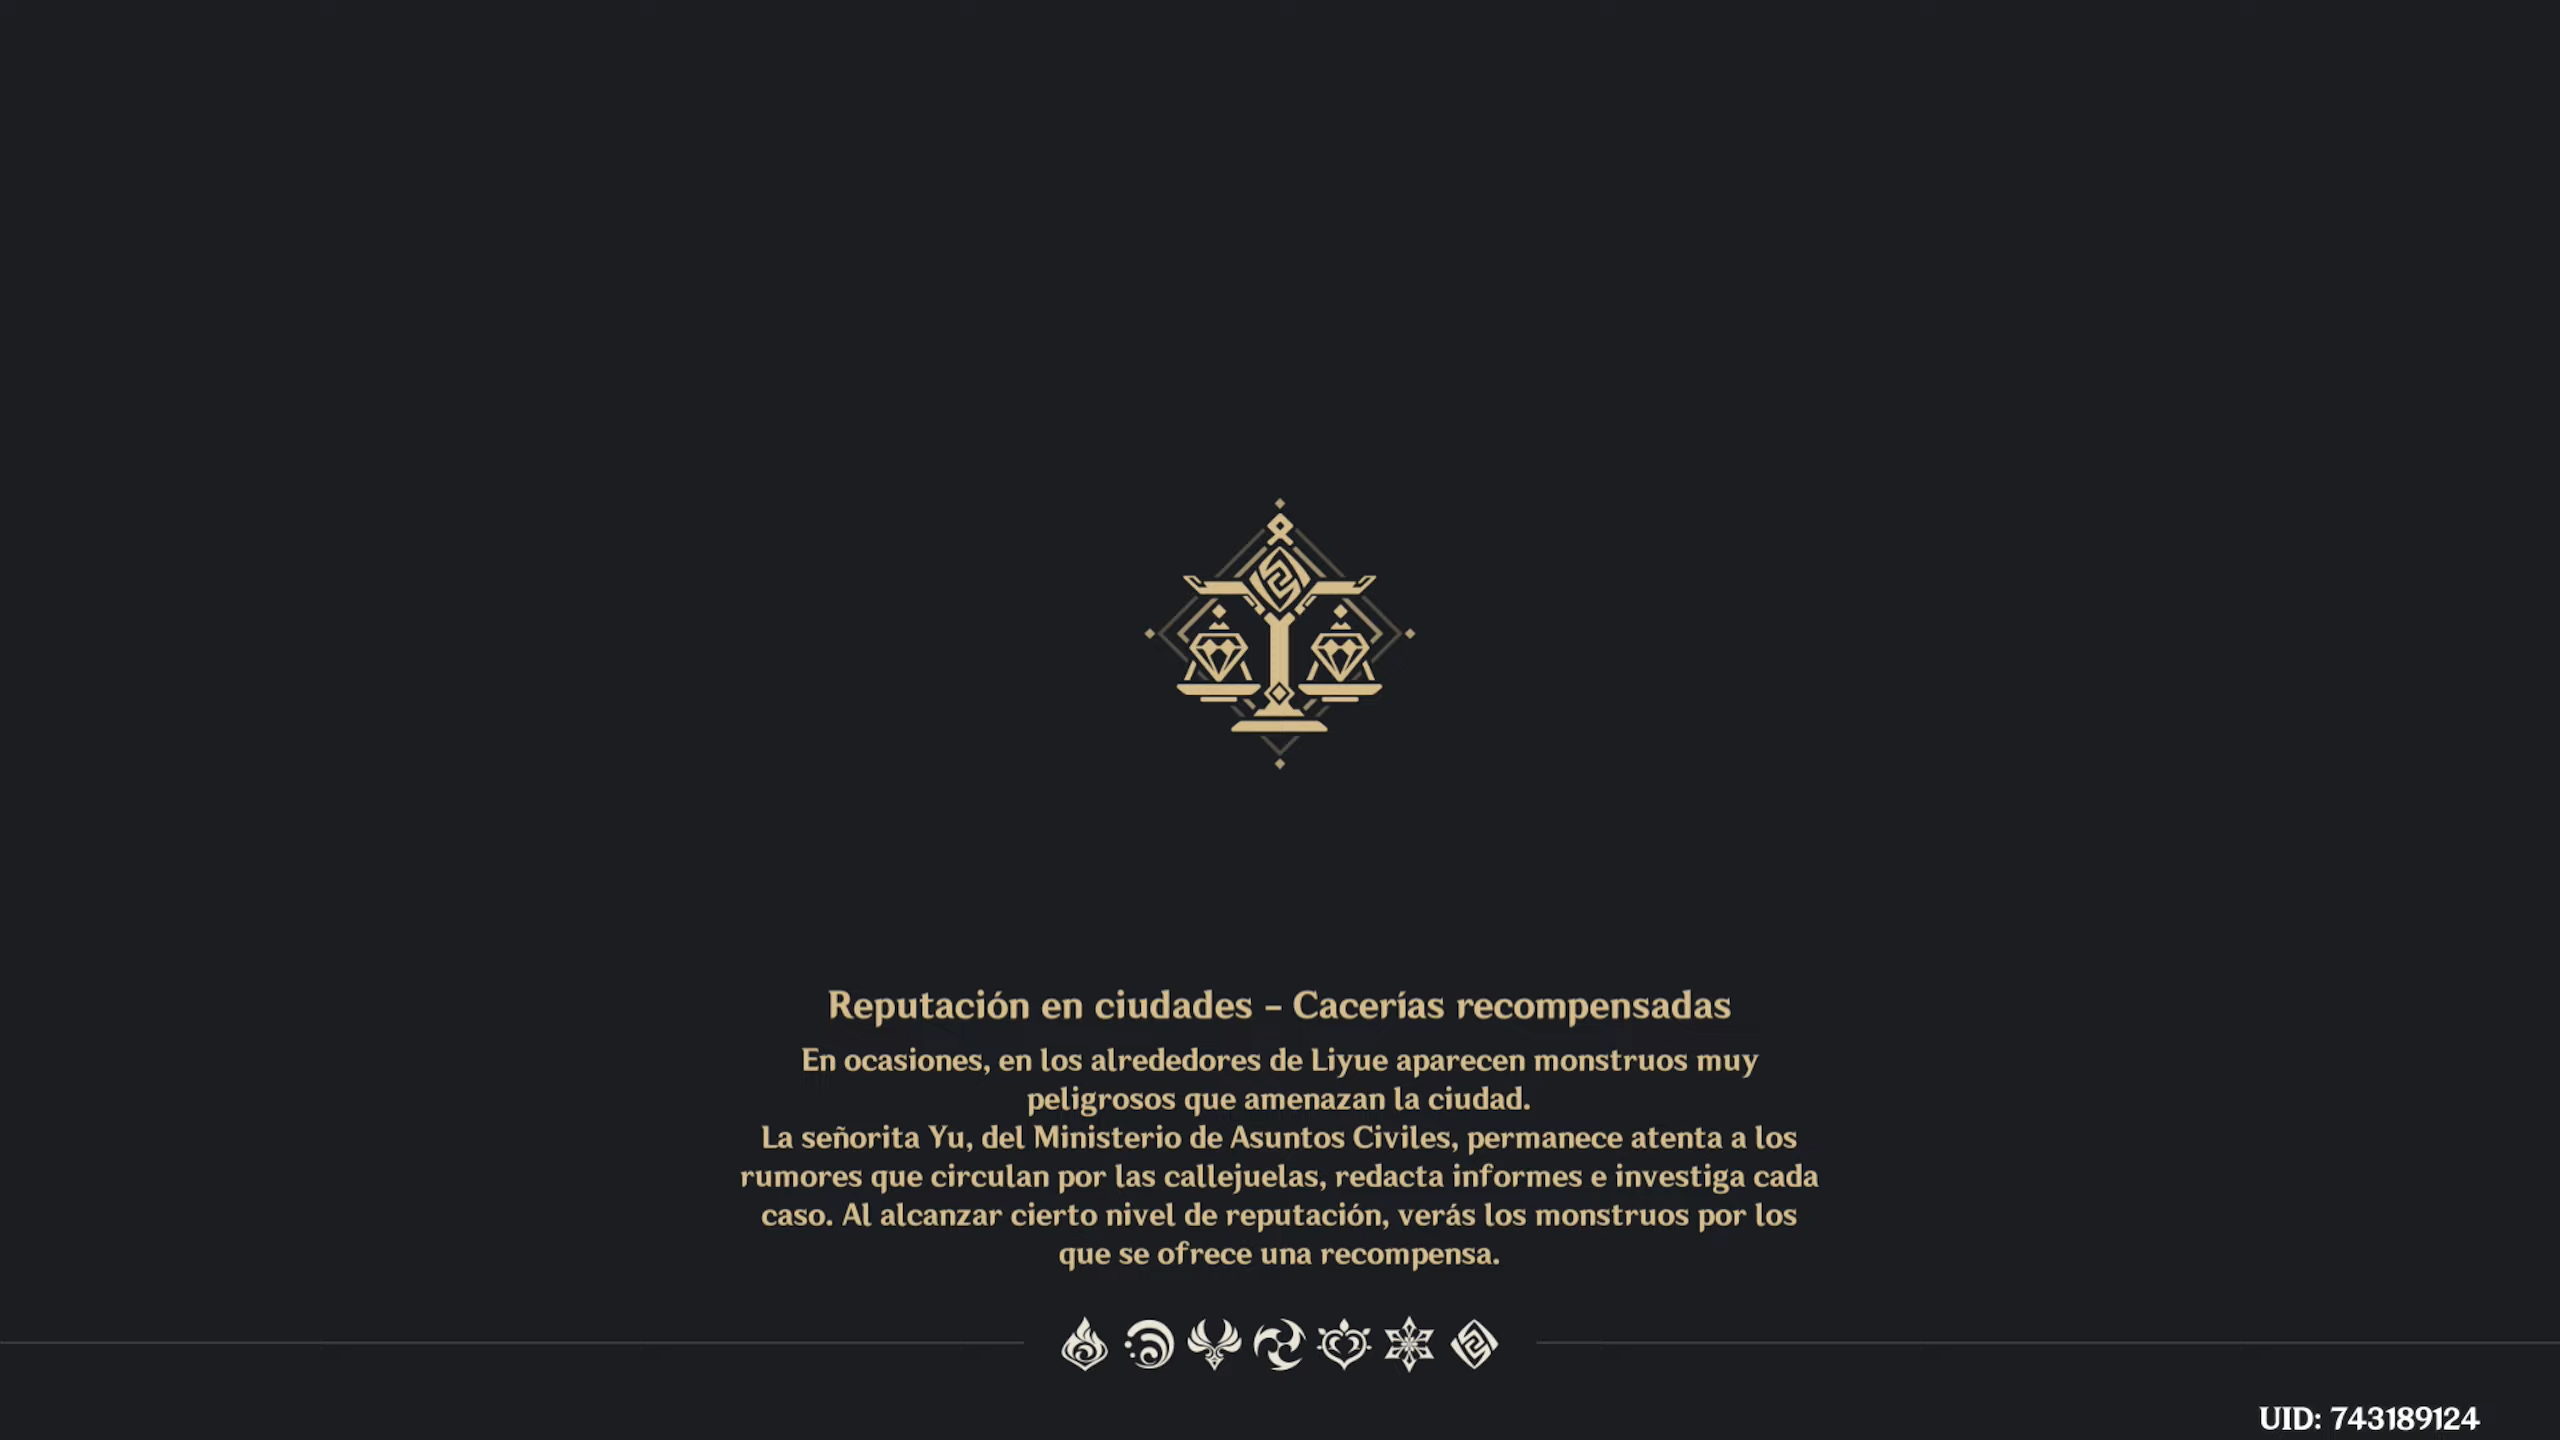 Reputación en ciudades – Cacerías recompensadas
En ocasiones, en los alrededores de Liyue aparecen monstruos muy
peligrosos que amenazan la ciudad.
La señorita Yu, del Ministerio de Asuntos Civiles, permanece atenta a los
rumores que circulan por las callejuelas, redacta informes e investiga cada
caso. Al alcanzar cierto nivel de reputación, verás los monstruos por los
que se ofrece una recompensa.
UID: 743189124